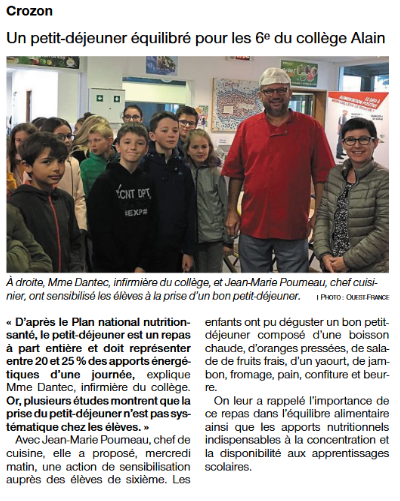 Crozon
Un petit-déjeuner équilibré pour les 6e du collège Alain
À droite, Mme Dantec, infirmière du collège, et Jean-Marie Poumeau, chef cuisi-
nier, ont sensibilisé les élèves à la prise d'un bon petit-déjeuner.
| PHOTO : OUEST-FRANCE
« D'après le Plan national nutrition-
santé, le petit-déjeuner est un repas
à part entière et doit représenter
entre 20 et 25 % des apports énergé-
tiques d'une journée, explique
Mme Dantec, infirmière du collège.
Or, plusieurs études montrent que la
prise du petit-déjeuner n'est pas sys-
tématique chez les élèves. »
Avec Jean-Marie Poumeau, chef de
cuisine, elle a proposé, mercredi
matin, une action de sensibilisation
auprès des élèves de sixième. Les
enfants ont pu déguster un bon petit-
déjeuner composé d'une boisson
chaude, d'oranges pressées, de sala-
de de fruits frais, d'un yaourt, de jam-
bon, fromage, pain, confiture et beur-
re.
On leur a rappelé l'importance de
ce repas dans l'équilibre alimentaire
ainsi que les apports nutritionnels
indispensables à la concentration et
la disponibilité aux apprentissages
scolaires.
CNT DPT